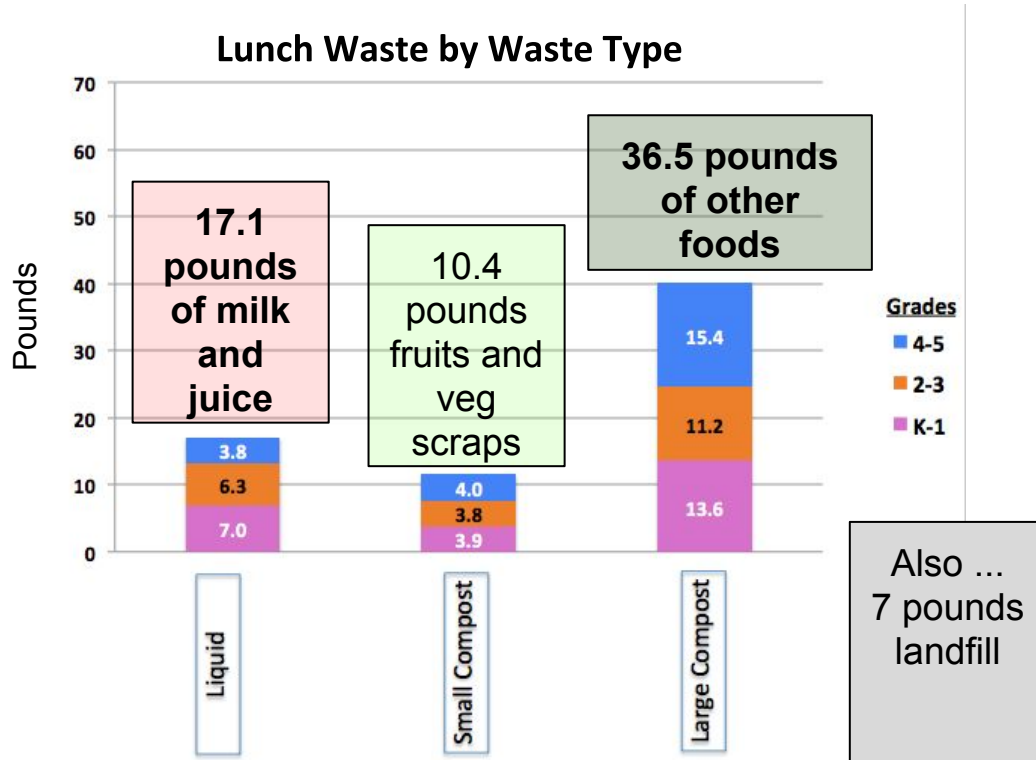 Lunch Waste by Waste Type
Pounds
70
60
50
40
30
20
10
0
17.1
pounds
of milk
and
juice
10.4
pounds
fruits and
veg
scraps
36.5 pounds
of other
foods
3.8
6.3
7.0
4.0
3.8
3.9
15.4
11.2
13.6
Liquid
Small Compost
Large Compost
Grades
4-5
2-3
K-1
Also ...
7 pounds
landfill